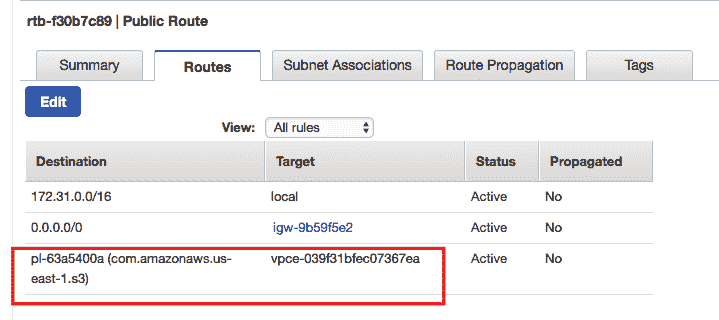 rtb-f30b7c89 | Public Route
Summary Routes Subnet Associations Route Propagation Tags
Edit
View: All rules
Destination Target Status Propagated
172.31.0.0/16 local Active No
0.0.0.0/0 igw-9b59f5e2 Active No
pl-63a5400a (com.amazonaws.us- vpce-039f31bfec07367ea Active No
east-1.s3)